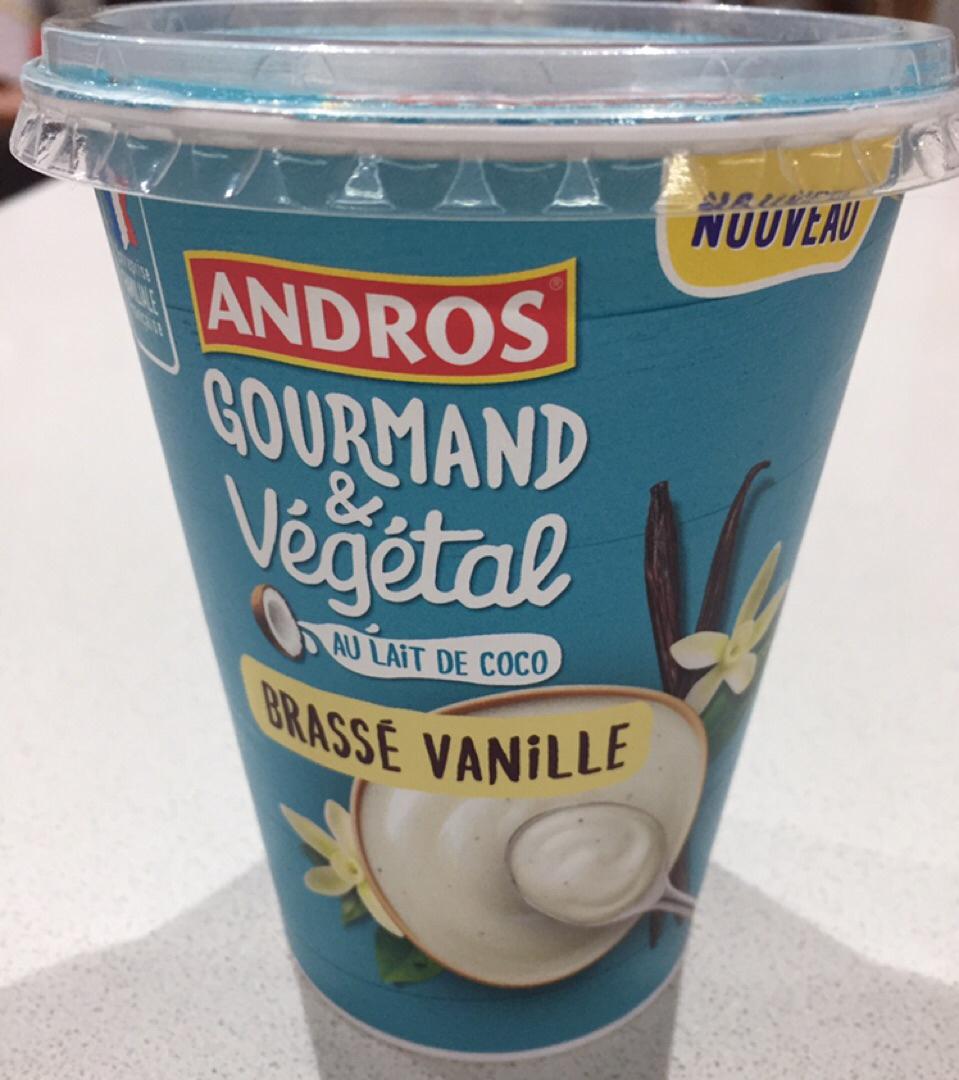 NOUVEAU
ANDROS®
GOURMAND
&
Végétal
AU LAiT DE COCO
BRASSÉ VANiLLE